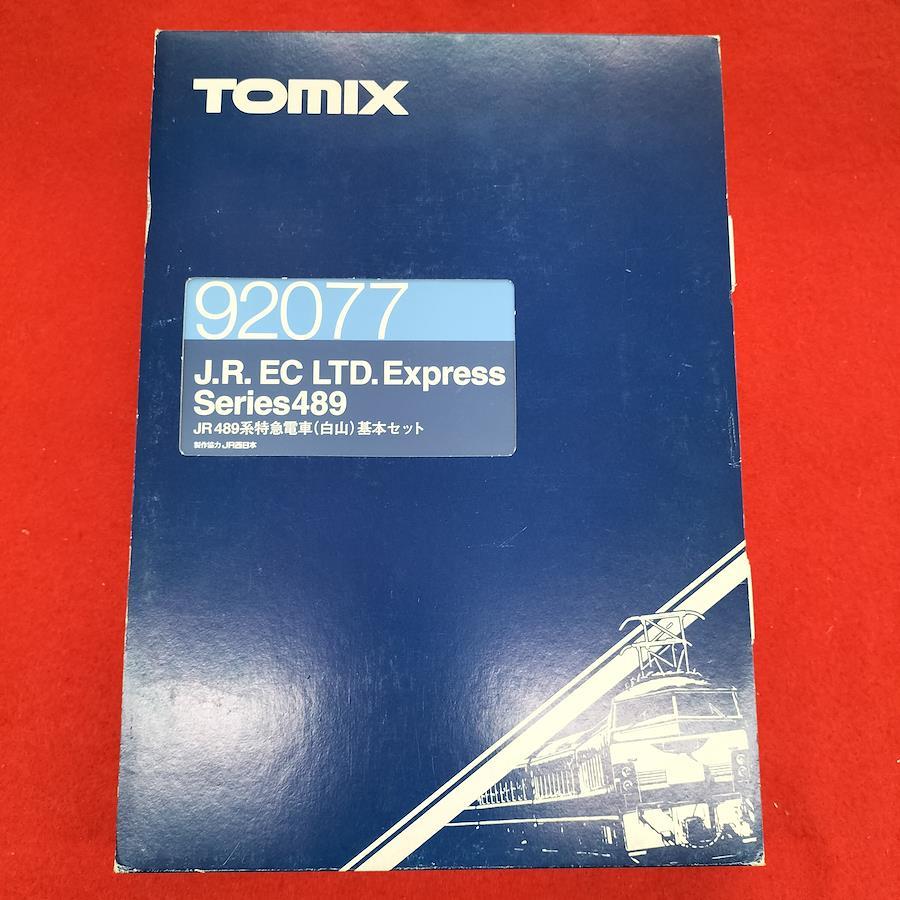 TOMIX
92077
J.R. EC LTD. Express
Series489
JR 489系特急電車(白山)基本セット
製作協力 JR西日本